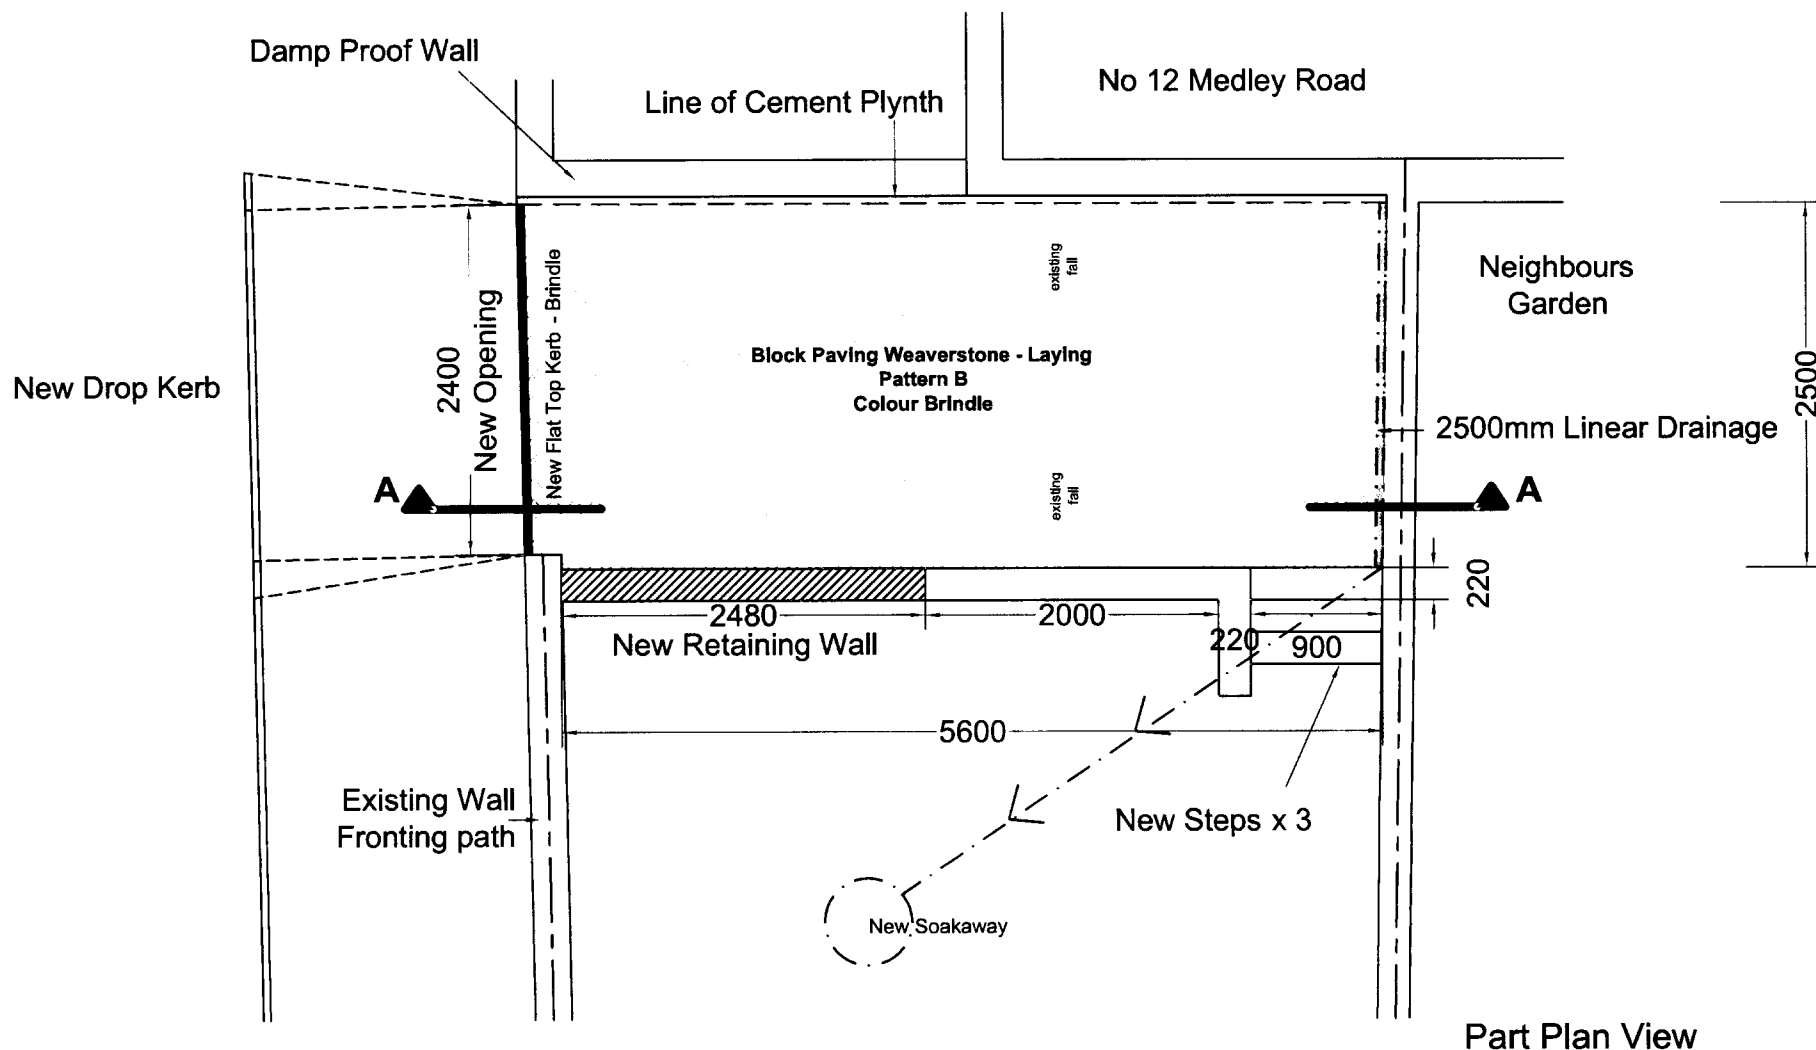 Damp Proof Wall
Line of Cement Plynth
No 12 Medley Road
New Drop Kerb
2400
New Opening
New Flat Top Kerb - Brindle
existing
fall
Block Paving Weaverstone - Laying
Pattern B
Colour Brindle
existing
fall
Neighbours
Garden
2500
2500mm Linear Drainage
A
A
220
2480
2000
220
900
New Retaining Wall
5600
Existing Wall
Fronting path
New Steps x 3
New Soakaway
Part Plan View